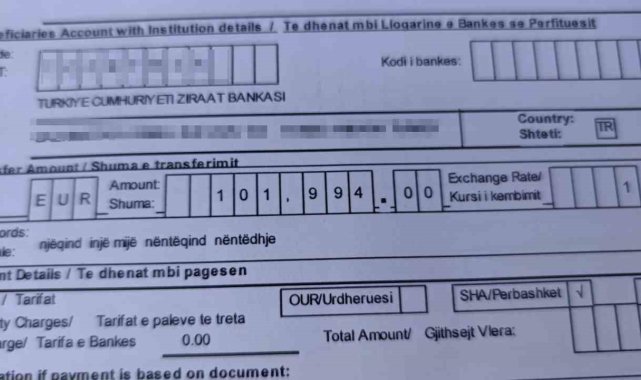 eficiaries Account with Institution details / Te dhenat mbi Llogarine e Bankes se Perfituesit
de:
T:
Kodi i bankes:
TURKIYE CUMHURIYETI ZIRAAT BANKASI
Country:
Shteti:
TR
sfer Amount / Shuma e transferimit
E U R
Amount:
Shuma:
1 0 1 , 9 9 4 . 0 0
Exchange Rate/
Kursi i kembimit
1
ords:
ale:
njëqind injë mijë nëntëqind nëntëdhje
nt Details / Te dhenat mbi pagesen
/ Tarifat
OUR/Urdheruesi
SHA/Perbashket √
ty Charges/ Tarifat e paleve te treta
arge/ Tarifa e Bankes 0.00
Total Amount/ Gjithsejt Vlera:
ation if payment is based on document: